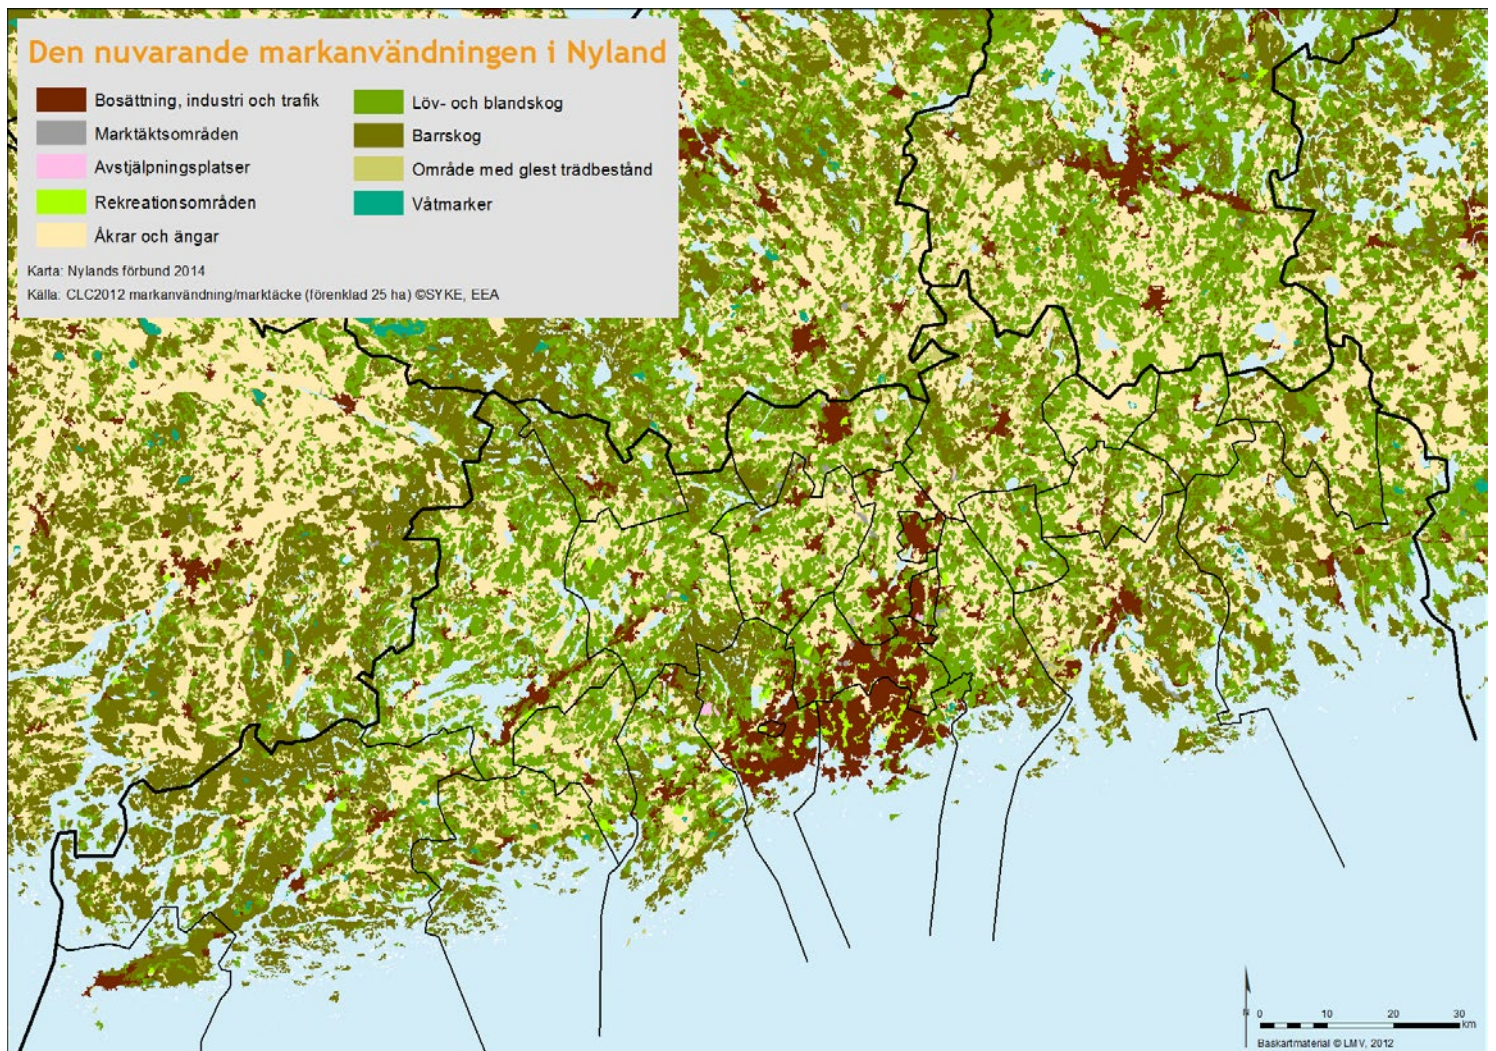 Den nuvarande markanvändningen i Nyland
Bosättning, industri och trafik
Marktäktsområden
Avstjälpningsplatser
Rekreationsområden
Åkrar och ängar
Löv- och blandskog
Barrskog
Område med glest trädbestånd
Våtmarker
Karta: Nylands förbund 2014
Källa: CLC2012 markanvändning/marktäcke (förenklad 25 ha) ©SYKE, EEA
N
0 10 20 30
km
Baskartmaterial © LMV, 2012